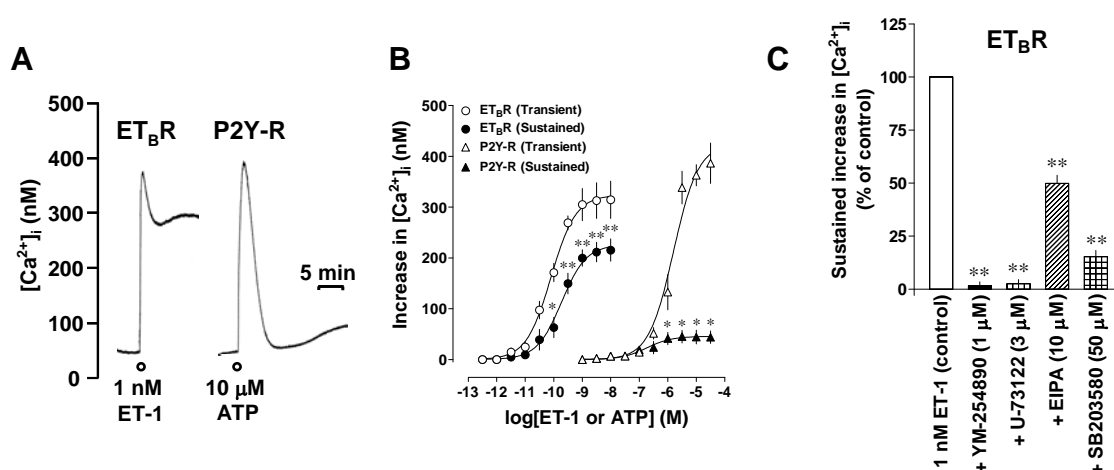 A
500
400
300
200
100
0
[Ca²⁺]ᵢ (nM)
ET_BR
P2Y-R
5 min
1 nM
ET-1
10 μM
ATP
B
500
400
300
200
100
0
Increase in [Ca²⁺]ᵢ (nM)
ET_BR (Transient)
ET_BR (Sustained)
P2Y-R (Transient)
P2Y-R (Sustained)
*
**
**
**
**
*
*
*
*
-13 -12 -11 -10 -9 -8 -7 -6 -5 -4
log[ET-1 or ATP] (M)
C
ET_BR
125
100
75
50
25
0
Sustained increase in [Ca²⁺]ᵢ
(% of control)
**
**
**
**
1 nM ET-1 (control)
+ YM-254890 (1 μM)
+ U-73122 (3 μM)
+ EIPA (10 μM)
+ SB203580 (50 μM)